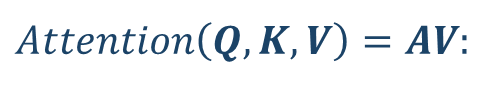 Attention(Q, K, V) = AV: